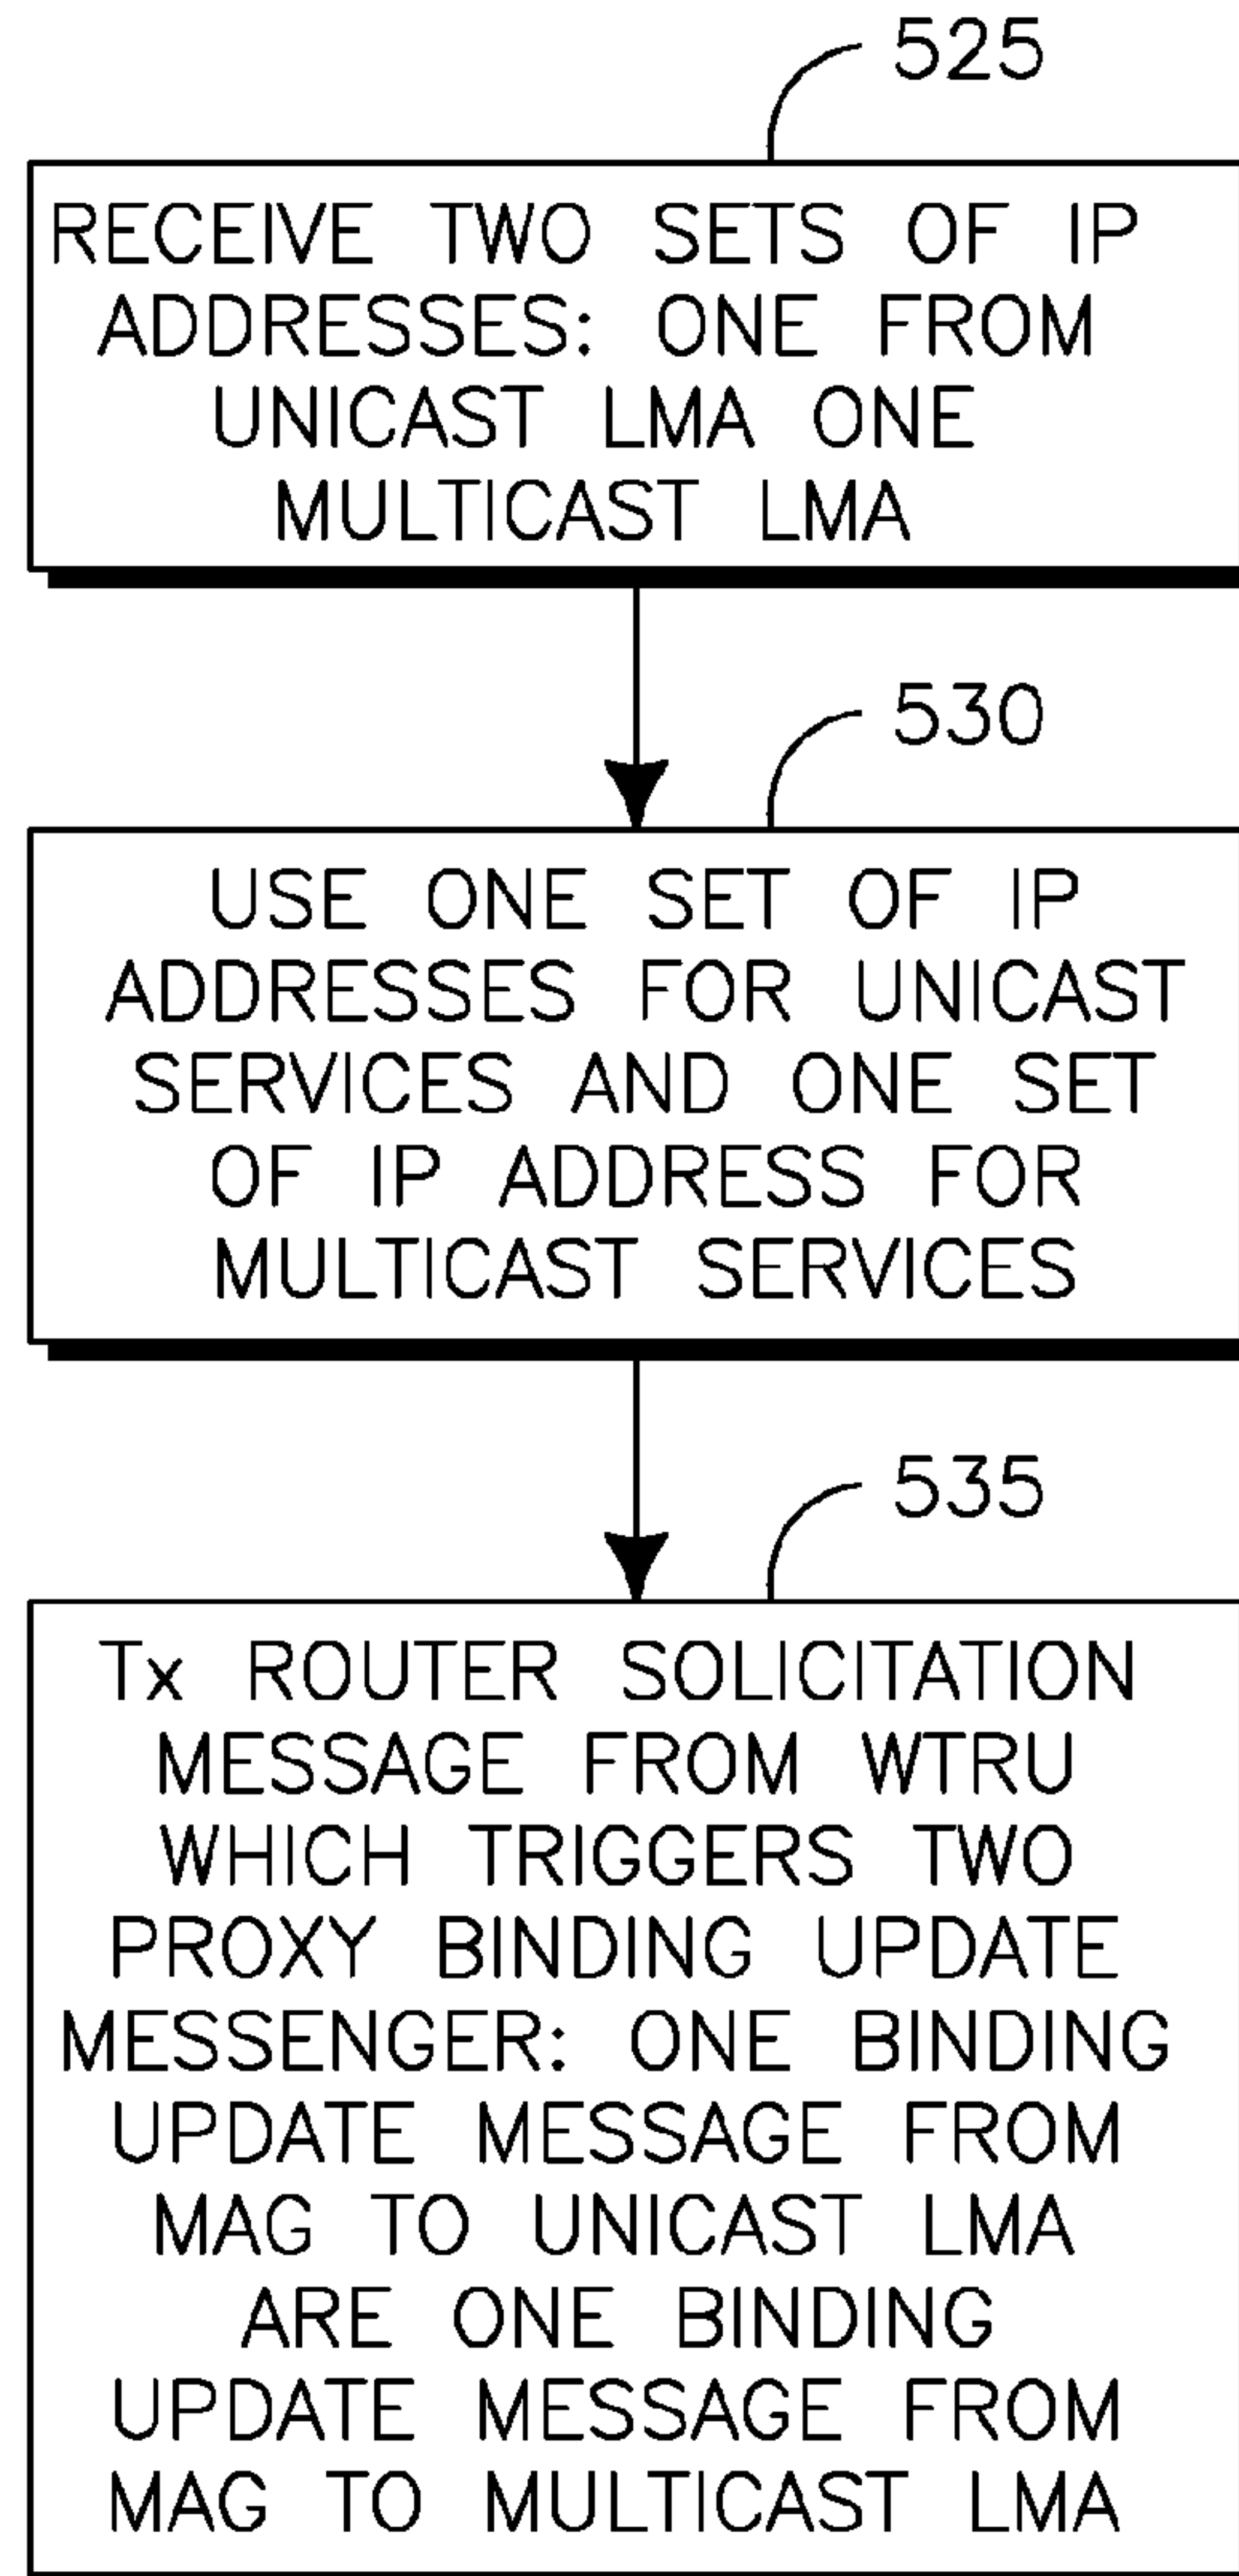 525
RECEIVE TWO SETS OF IP
ADDRESSES: ONE FROM
UNICAST LMA ONE
MULTICAST LMA
530
USE ONE SET OF IP
ADDRESSES FOR UNICAST
SERVICES AND ONE SET
OF IP ADDRESS FOR
MULTICAST SERVICES
535
Tx ROUTER SOLICITATION
MESSAGE FROM WTRU
WHICH TRIGGERS TWO
PROXY BINDING UPDATE
MESSENGER: ONE BINDING
UPDATE MESSAGE FROM
MAG TO UNICAST LMA
ARE ONE BINDING
UPDATE MESSAGE FROM
MAG TO MULTICAST LMA